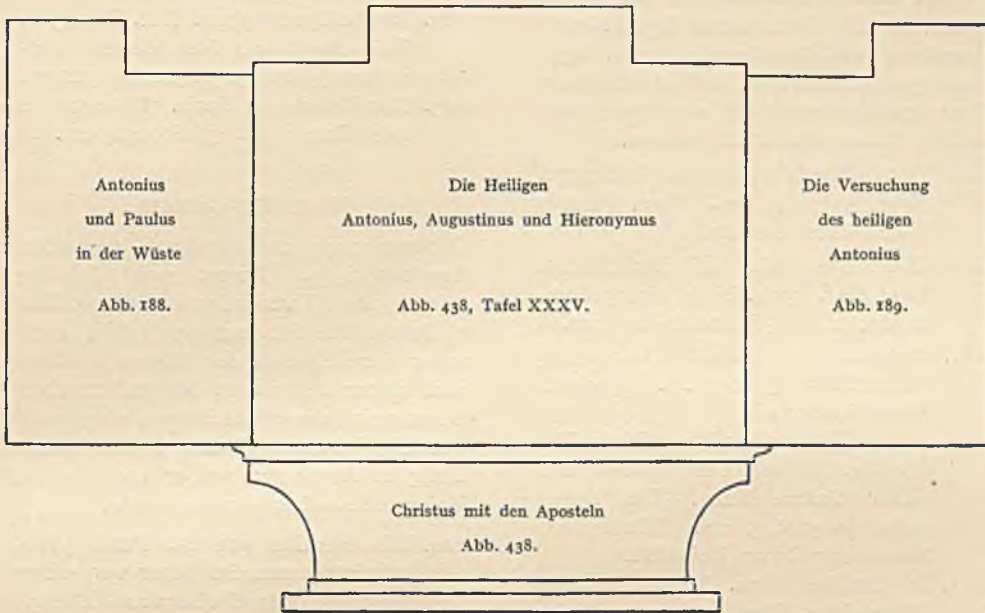 Antonius
und Paulus
in der Wüste
Abb. 188.
Die Heiligen
Antonius, Augustinus und Hieronymus
Abb. 438, Tafel XXXV.
Die Versuchung
des heiligen
Antonius
Abb. 189.
Christus mit den Aposteln
Abb. 438.